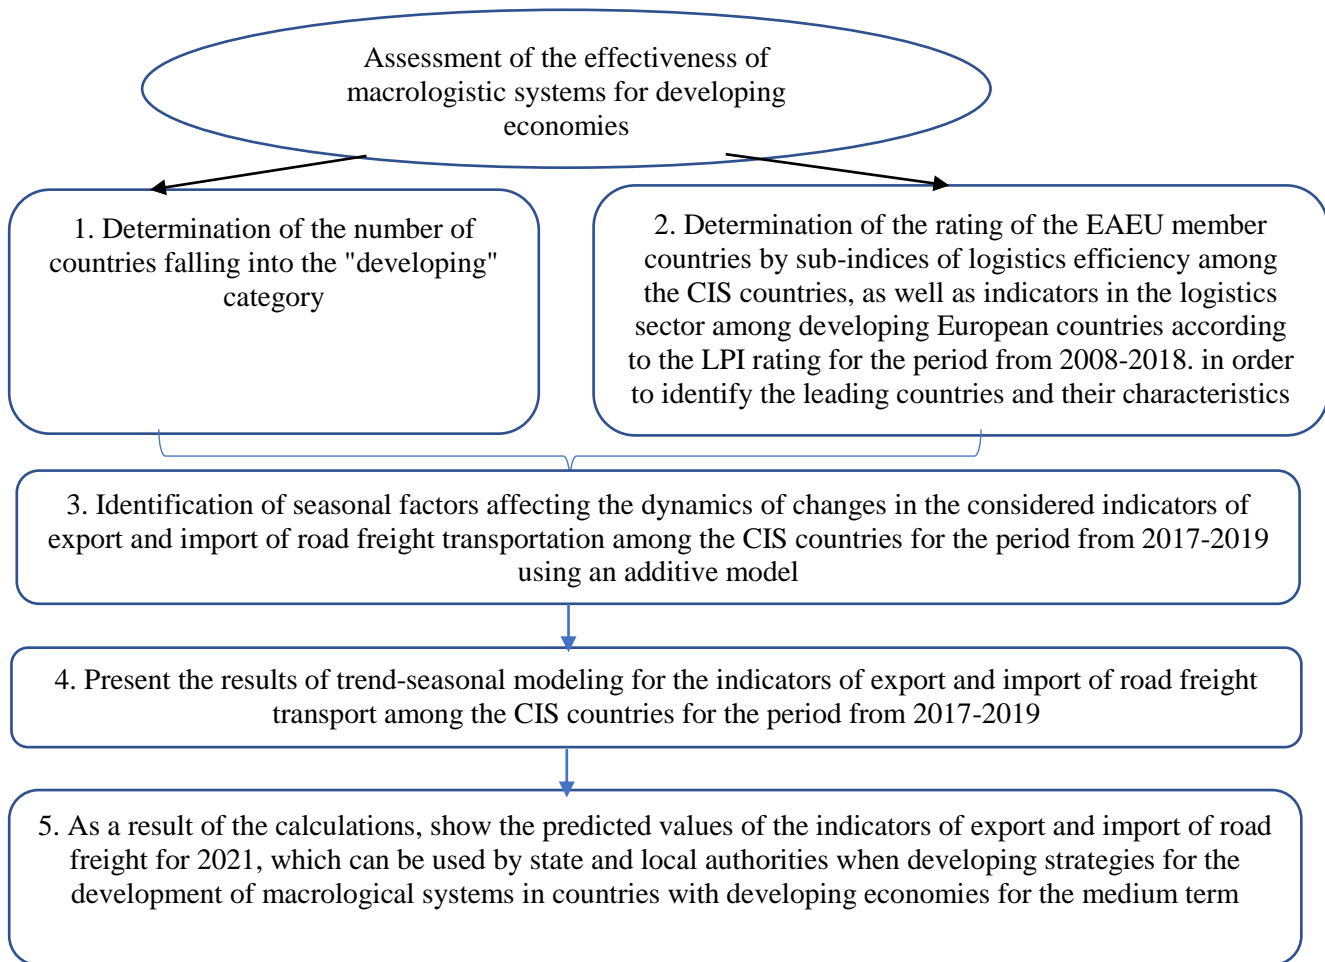 Assessment of the effectiveness of
macrologistic systems for developing
economies
1. Determination of the number of
countries falling into the "developing"
category
2. Determination of the rating of the EAEU member
countries by sub-indices of logistics efficiency among
the CIS countries, as well as indicators in the logistics
sector among developing European countries according
to the LPI rating for the period from 2008-2018. in order
to identify the leading countries and their characteristics
3. Identification of seasonal factors affecting the dynamics of changes in the considered indicators of
export and import of road freight transportation among the CIS countries for the period from 2017-2019
using an additive model
4. Present the results of trend-seasonal modeling for the indicators of export and import of road freight
transport among the CIS countries for the period from 2017-2019
5. As a result of the calculations, show the predicted values of the indicators of export and import of road
freight for 2021, which can be used by state and local authorities when developing strategies for the
development of macrological systems in countries with developing economies for the medium term